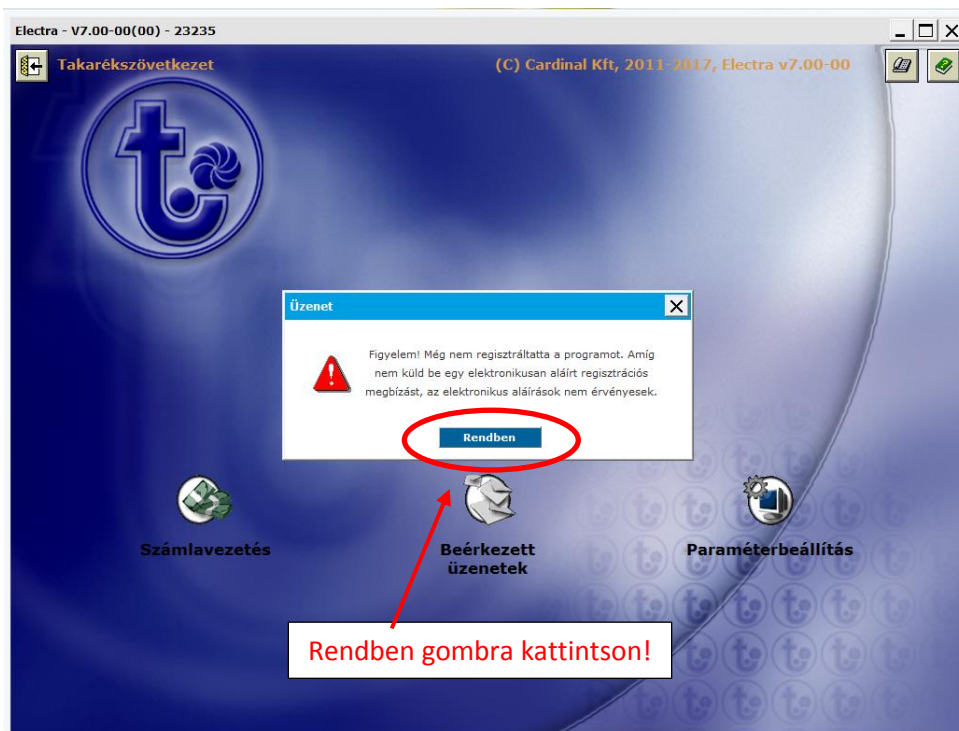 Electra - V7.00-00(00) - 23235
Takarékszövetkezet
(C) Cardinal Kft, 2011-2017, Electra v7.00-00
Üzenet
Figyelem! Még nem regisztráltatta a programot. Amíg
nem küld be egy elektronikusan aláírt regisztrációs
megbízást, az elektronikus aláírások nem érvényesek.
Rendben
Számlavezetés
Beérkezett
üzenetek
Paraméterbeállítás
Rendben gombra kattintson!